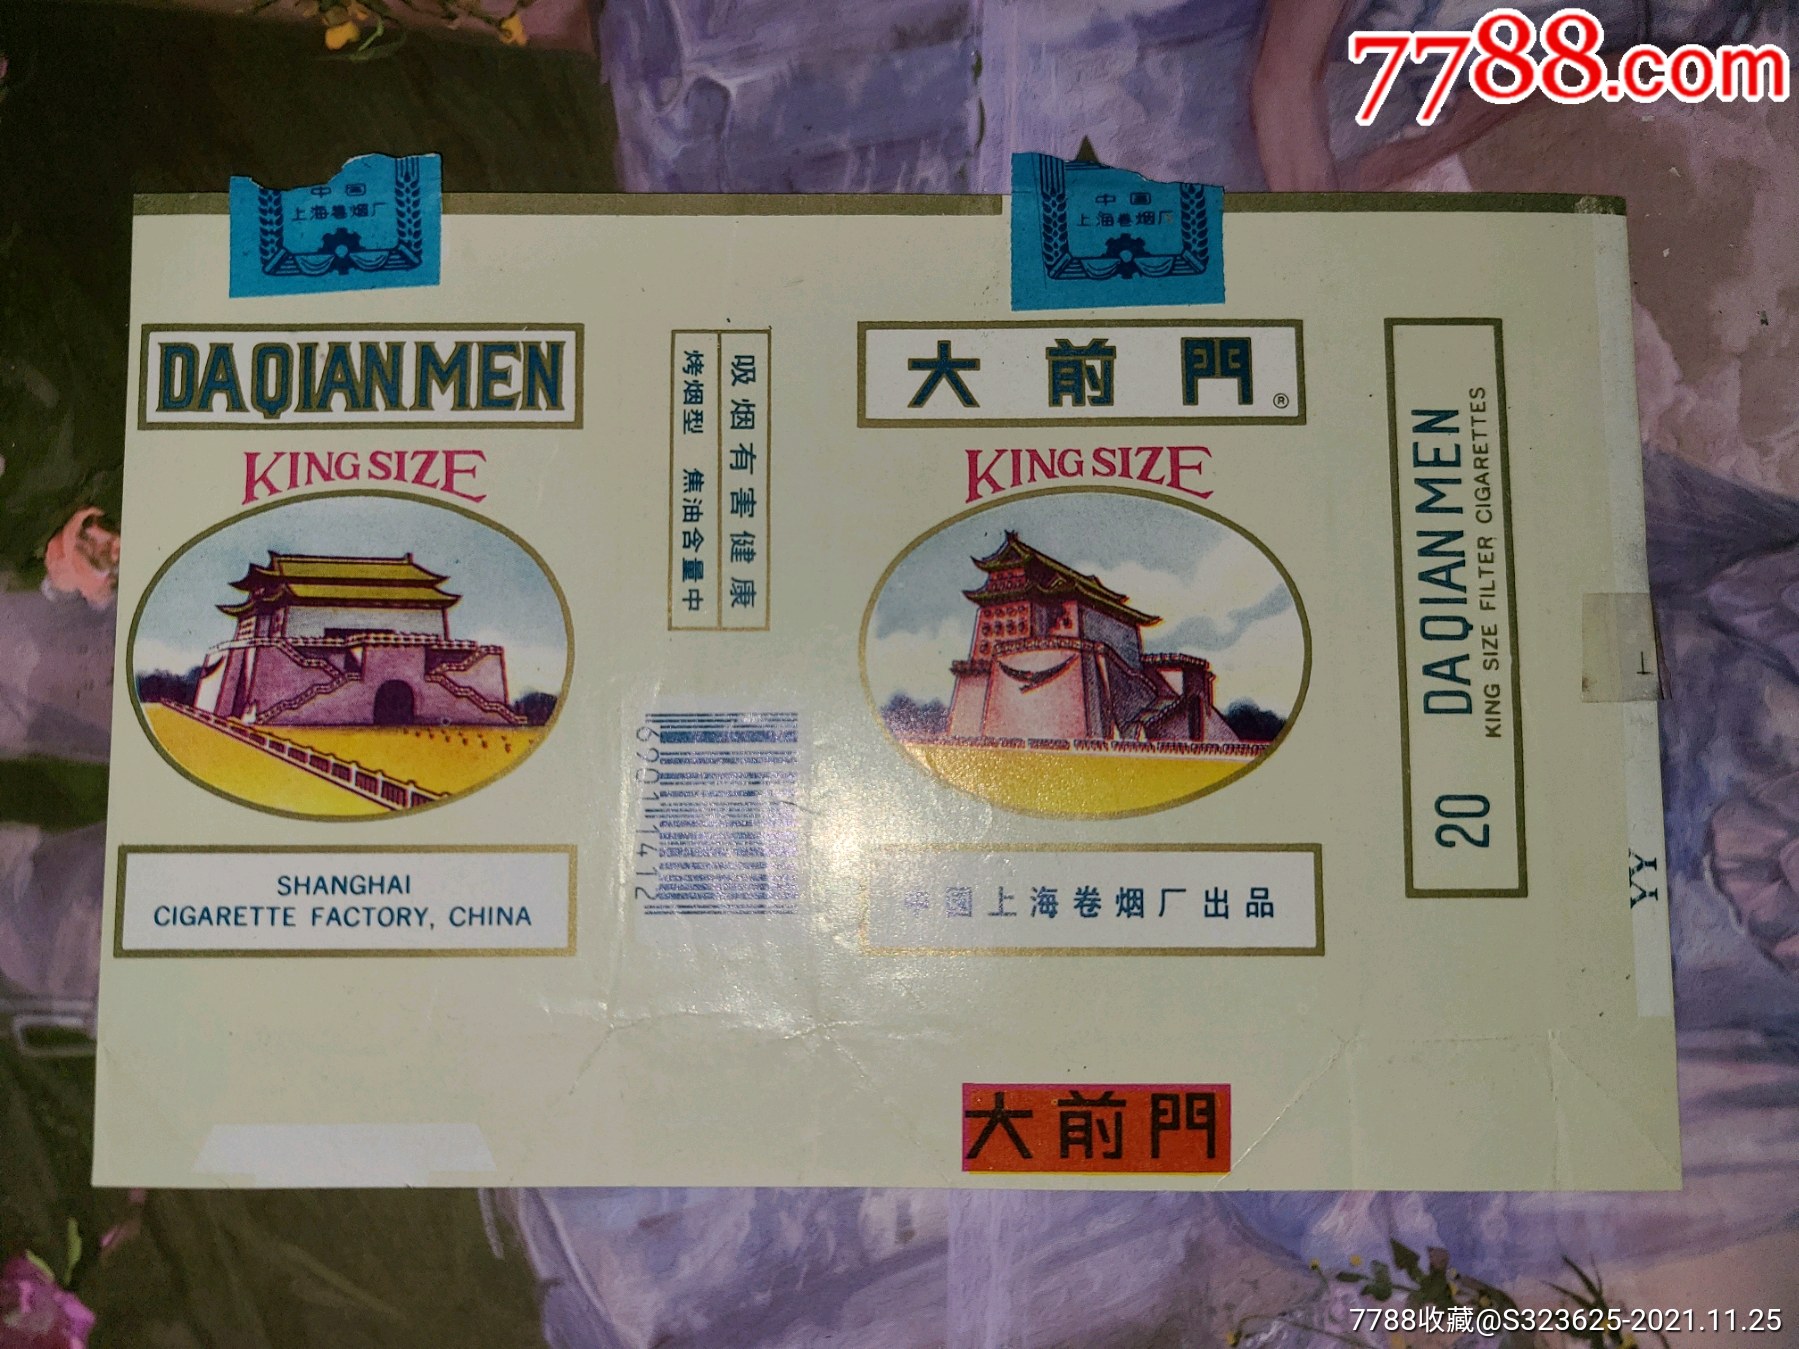 7788.com
中国
上海卷烟厂
中国
上海卷烟厂
DAQIANMEN
KING SIZE
SHANGHAI
CIGARETTE FACTORY, CHINA
吸烟有害健康
烤烟型 焦油含量中
6901 1412
大前門®
KING SIZE
中国上海卷烟厂出品
大前門
20 DAQIANMEN
KING SIZE FILTER CIGARETTES
YY
7788收藏@S323625-2021.11.25